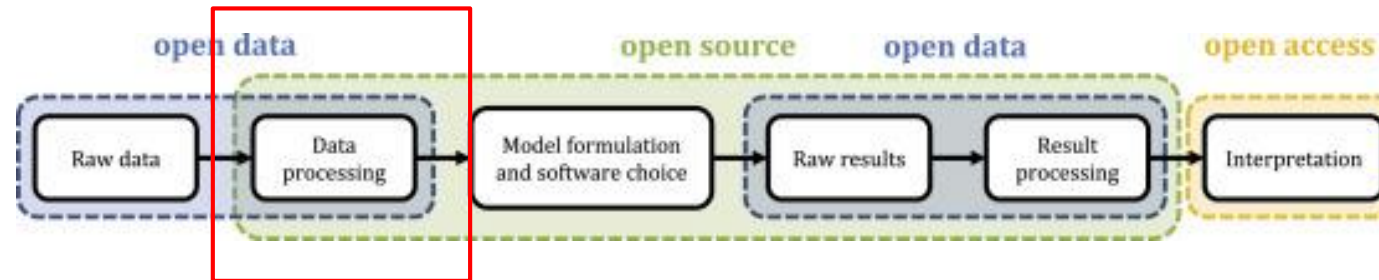 open data
open source
open data
open access
Raw data
Data
processing
Model formulation
and software choice
Raw results
Result
processing
Interpretation